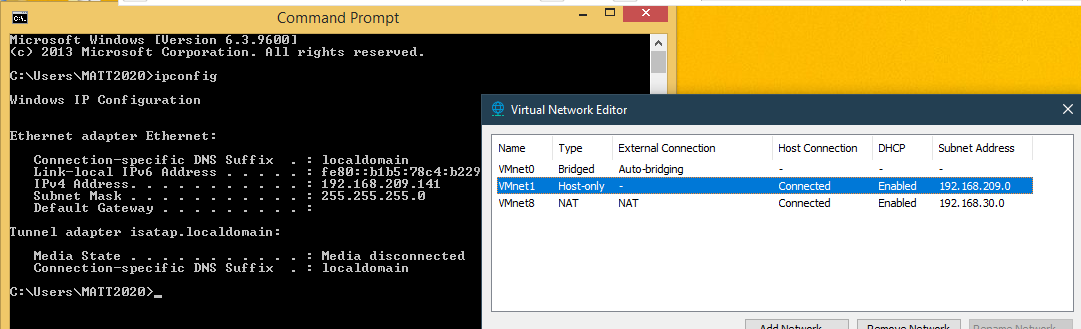 Command Prompt
Microsoft Windows [Version 6.3.9600]
(c) 2013 Microsoft Corporation. All rights reserved.
C:\Users\MATT2020>ipconfig
Windows IP Configuration
Ethernet adapter Ethernet:
Connection-specific DNS Suffix . : localdomain
Link-local IPv6 Address . . . . . : fe80::b1b5:78c4:b229
IPv4 Address. . . . . . . . . . . : 192.168.209.141
Subnet Mask . . . . . . . . . . . : 255.255.255.0
Default Gateway . . . . . . . . . :
Tunnel adapter isatap.localdomain:
Media State . . . . . . . . . . . : Media disconnected
Connection-specific DNS Suffix . : localdomain
C:\Users\MATT2020>_
Virtual Network Editor
Name Type External Connection Host Connection DHCP Subnet Address
VMnet0 Bridged Auto-bridging - - -
VMnet1 Host-only - Connected Enabled 192.168.209.0
VMnet8 NAT NAT Connected Enabled 192.168.30.0
Add Network... Remove Network Rename Network...